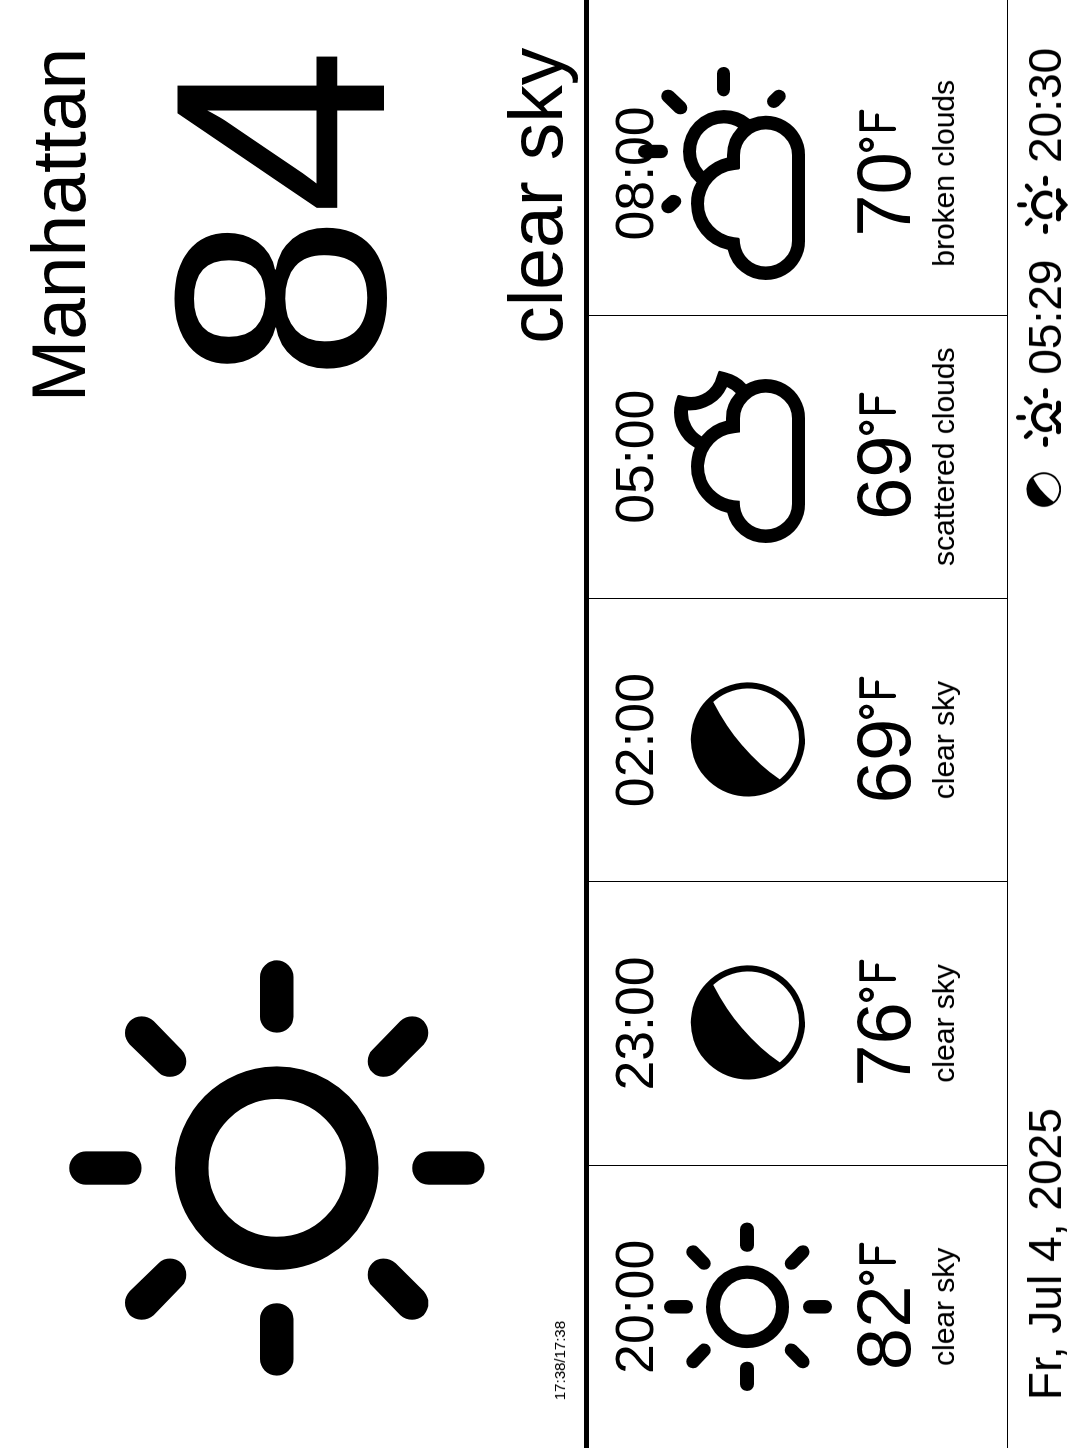 Manhattan
84
clear sky
17:38/17:38
20:00 23:00 02:00 05:00 08:00
82°F 76°F 69°F 69°F 70°F
clear sky clear sky clear sky scattered clouds broken clouds
Fr, Jul 4, 2025 05:29 20:30